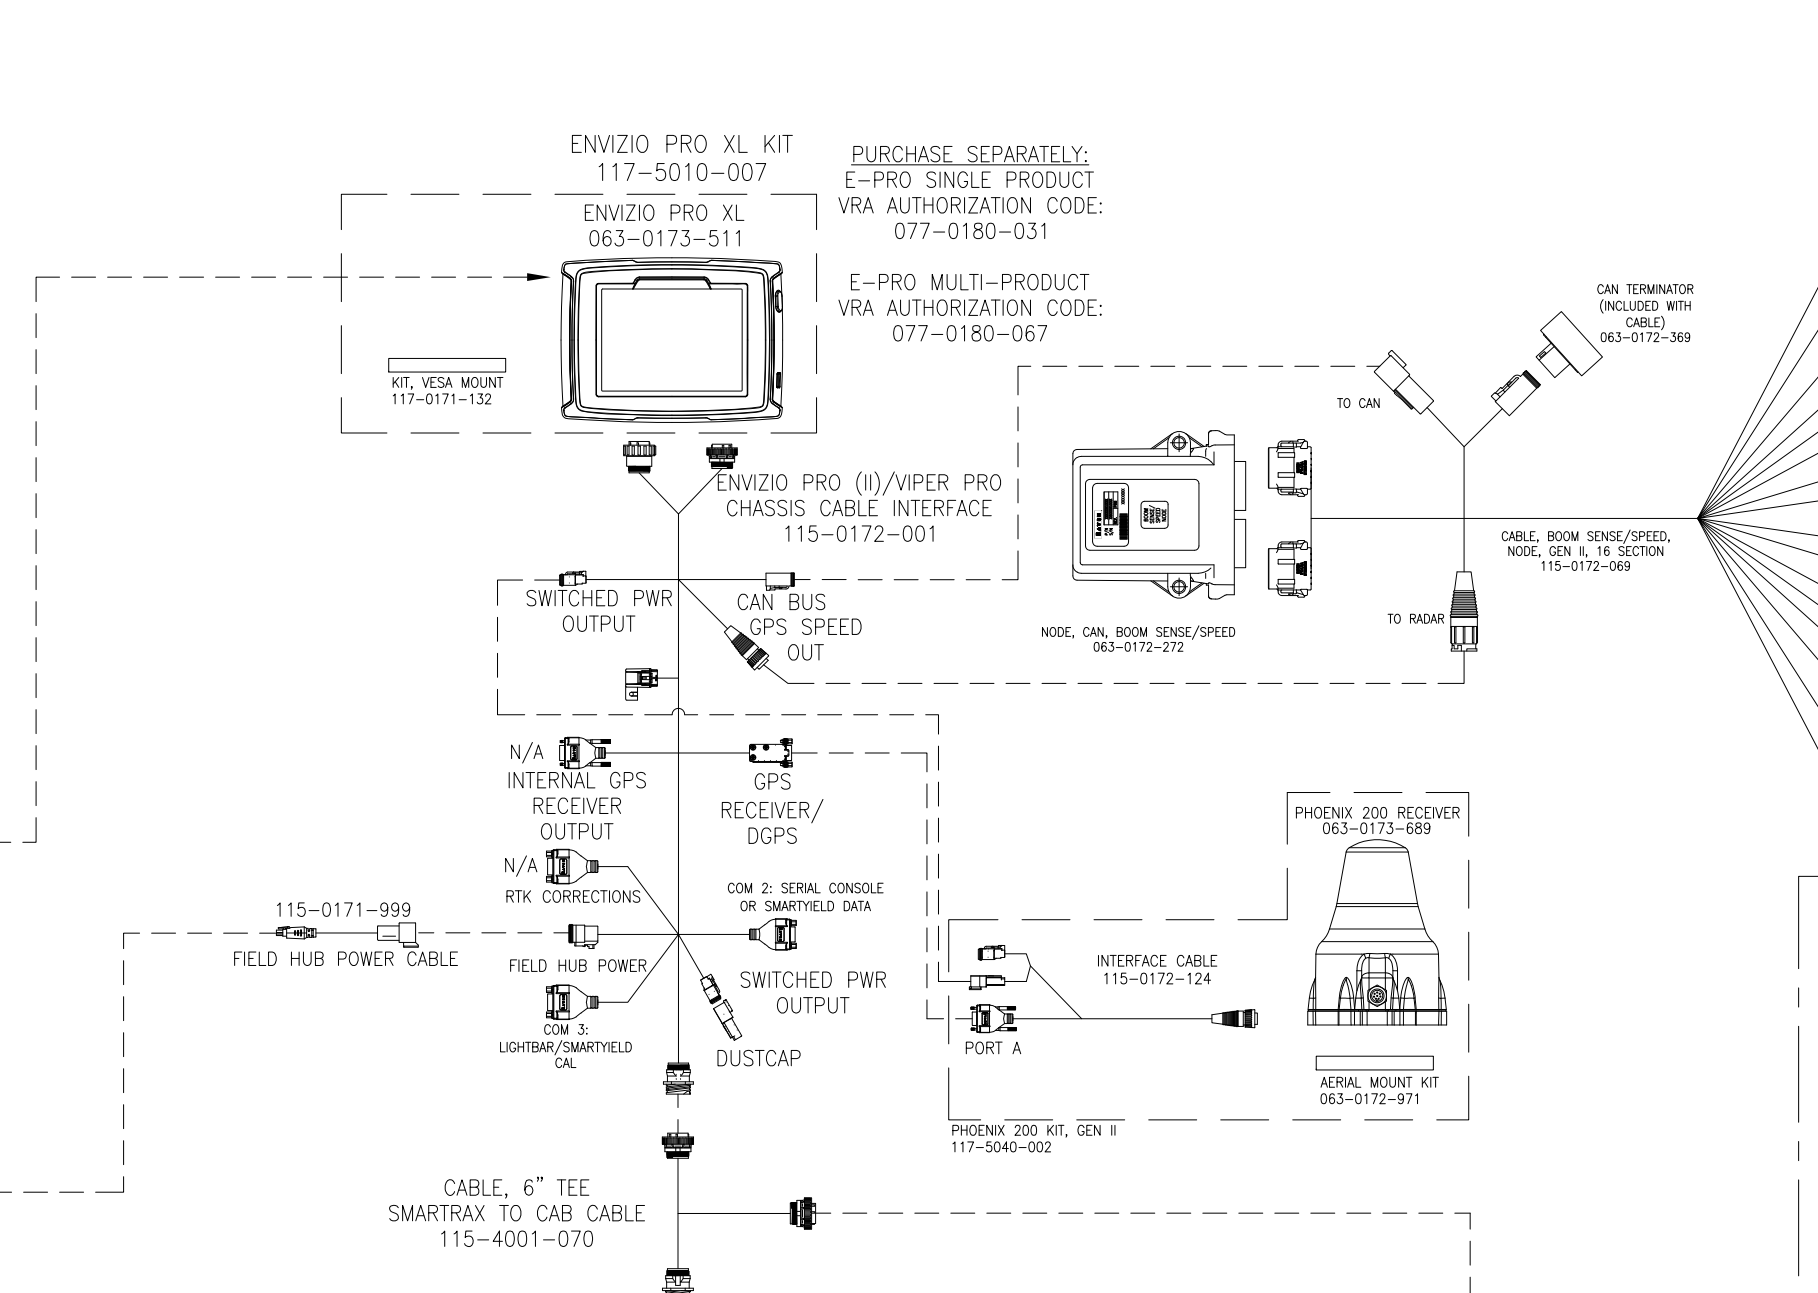 ENVIZIO PRO XL KIT
117-5010-007
PURCHASE SEPARATELY:
E-PRO SINGLE PRODUCT
VRA AUTHORIZATION CODE:
077-0180-031
E-PRO MULTI-PRODUCT
VRA AUTHORIZATION CODE:
077-0180-067
ENVIZIO PRO XL
063-0173-511
KIT, VESA MOUNT
117-0171-132
CAN TERMINATOR
(INCLUDED WITH
CABLE)
063-0172-369
TO CAN
ENVIZIO PRO (II)/VIPER PRO
CHASSIS CABLE INTERFACE
115-0172-001
BOOM
SENSE/
SPEED
NODE
CABLE, BOOM SENSE/SPEED,
NODE, GEN II, 16 SECTION
115-0172-069
SWITCHED PWR
OUTPUT
CAN BUS
GPS SPEED
OUT
TO RADAR
NODE, CAN, BOOM SENSE/SPEED
063-0172-272
N/A
INTERNAL GPS
RECEIVER
OUTPUT
GPS
RECEIVER/
DGPS
PHOENIX 200 RECEIVER
063-0173-689
N/A
RTK CORRECTIONS
COM 2: SERIAL CONSOLE
OR SMARTYIELD DATA
115-0171-999
FIELD HUB POWER CABLE
FIELD HUB POWER
SWITCHED PWR
OUTPUT
INTERFACE CABLE
115-0172-124
COM 3:
LIGHTBAR/SMARTYIELD
CAL
DUSTCAP
PORT A
AERIAL MOUNT KIT
063-0172-971
PHOENIX 200 KIT, GEN II
117-5040-002
CABLE, 6" TEE
SMARTRAX TO CAB CABLE
115-4001-070